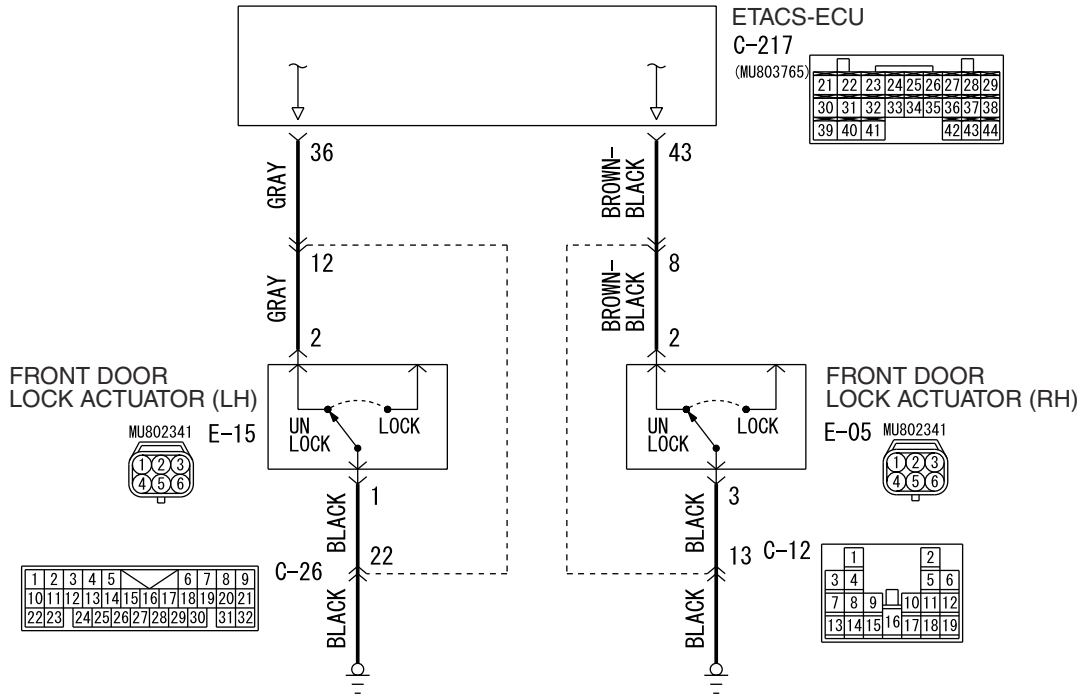 ETACS-ECU
C-217
(MU803765)
21 22 23 24 25 26 27 28 29
30 31 32 33 34 35 36 37 38
39 40 41 42 43 44
36
43
GRAY
BROWN-
BLACK
12
8
GRAY
BROWN-
BLACK
2
2
FRONT DOOR
LOCK ACTUATOR (LH)
MU802341 E-15
1 2 3
4 5 6
UN
LOCK
LOCK
UN
LOCK
LOCK
FRONT DOOR
LOCK ACTUATOR (RH)
E-05 MU802341
1 2 3
4 5 6
1
3
BLACK
BLACK
22
13
C-26
1 2 3 4 5 6 7 8 9
10 11 12 13 14 15 16 17 18 19 20 21
22 23 24 25 26 27 28 29 30 31 32
C-12
1 2
3 4 5 6
7 8 9 10 11 12
13 14 15 16 17 18 19
BLACK
BLACK